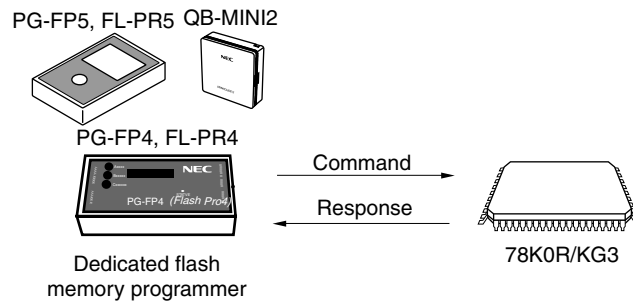 PG-FP5, FL-PR5
QB-MINI2
NEC
PG-FP4, FL-PR4
NEC
PG-FP4 (Flash Pro4)
Command
Response
78K0R/KG3
Dedicated flash
memory programmer